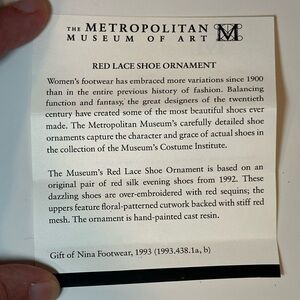 THE METROPOLITAN
MUSEUM OF ART M
RED LACE SHOE ORNAMENT
Women's footwear has embraced more variations since 1900
than in the entire previous history of fashion. Balancing
function and fantasy, the great designers of the twentieth
century have created some of the most beautiful shoes ever
made. The Metropolitan Museum's carefully detailed shoe
ornaments capture the character and grace of actual shoes in
the collection of the Museum's Costume Institute.
The Museum's Red Lace Shoe Ornament is based on an
original pair of red silk evening shoes from 1992. These
dazzling shoes are over-embroidered with red sequins; the
uppers feature floral-patterned cutwork backed with stiff red
mesh. The ornament is hand-painted cast resin.
Gift of Nina Footwear, 1993 (1993.438.1a, b)